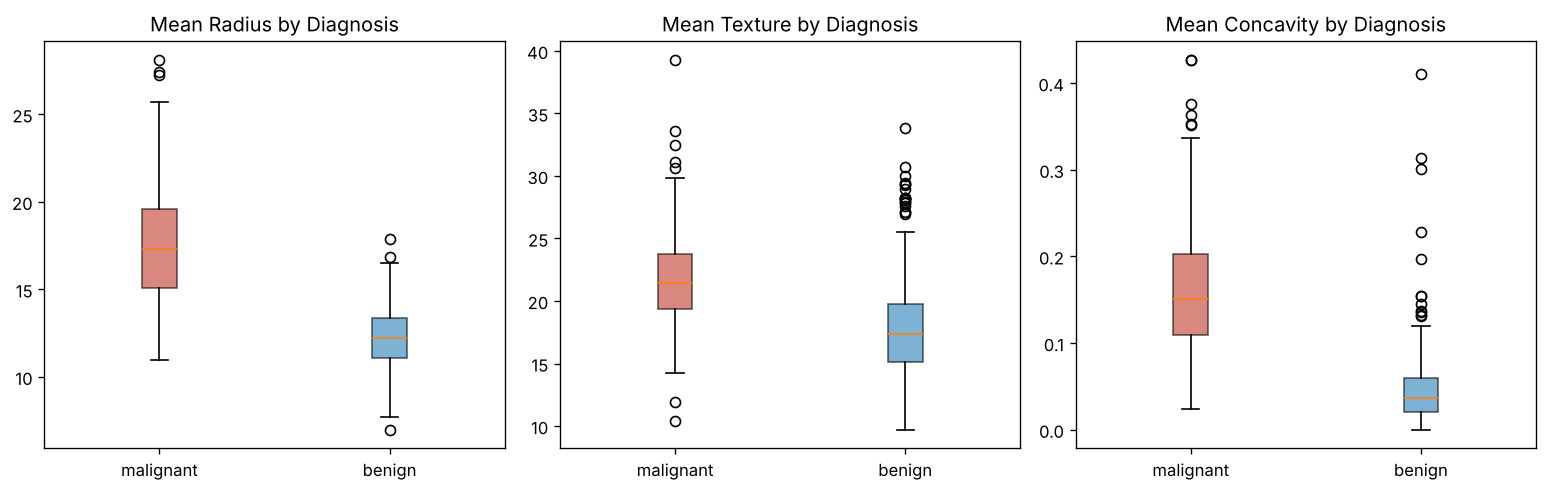 Mean Radius by Diagnosis
25
20
15
10
malignant
benign
Mean Texture by Diagnosis
40
35
30
25
20
15
10
malignant
benign
Mean Concavity by Diagnosis
0.4
0.3
0.2
0.1
0.0
malignant
benign